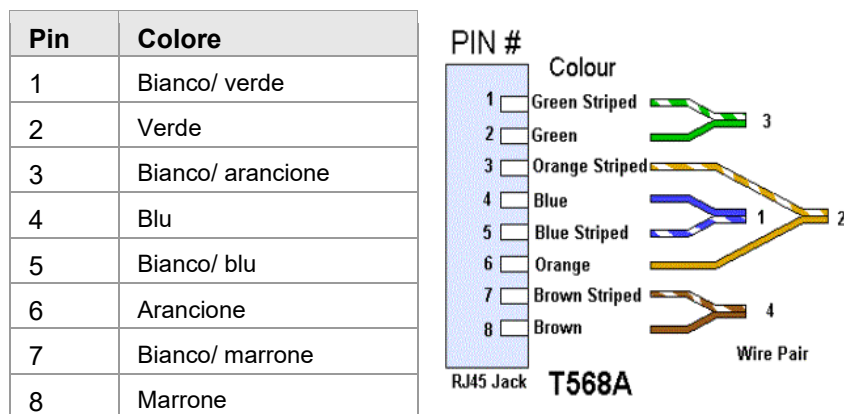 Pin Colore
1 Bianco/ verde
2 Verde
3 Bianco/ arancione
4 Blu
5 Bianco/ blu
6 Arancione
7 Bianco/ marrone
8 Marrone
PIN #
Colour
1 Green Striped
2 Green
3
3 Orange Striped
4 Blue
1
2
5 Blue Striped
6 Orange
7 Brown Striped
4
8 Brown
Wire Pair
RJ45 Jack T568A